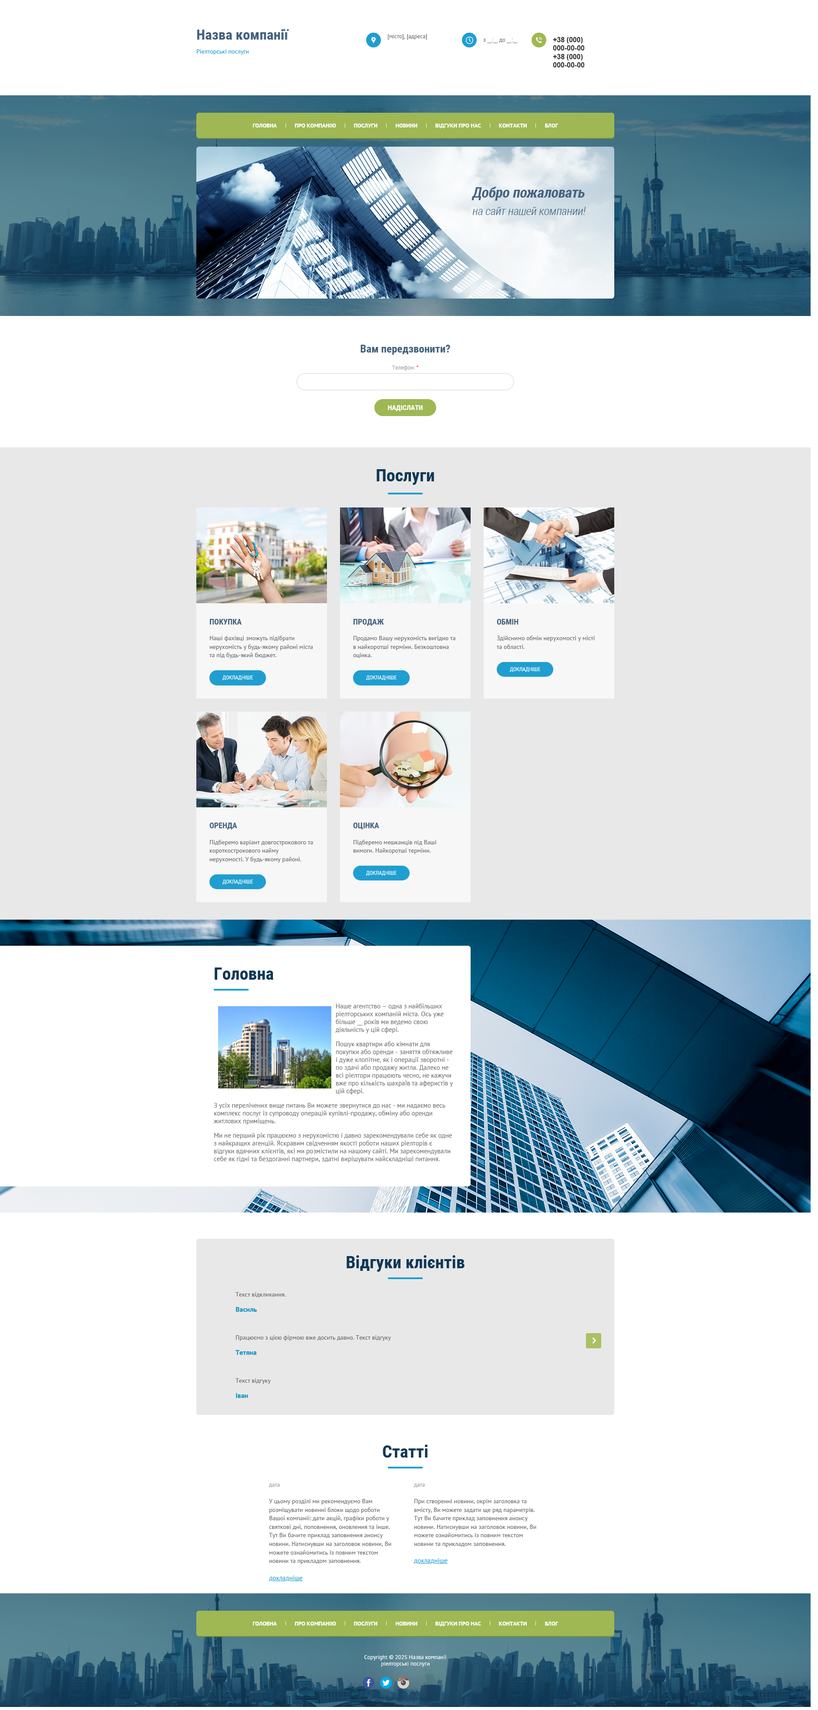 Назва компанії
Ріелторські послуги
[місто], [адреса]
з __:__ до __:__
+38 (000)
000-00-00
+38 (000)
000-00-00
ГОЛОВНА
ПРО КОМПАНІЮ
ПОСЛУГИ
НОВИНИ
ВІДГУКИ ПРО НАС
КОНТАКТИ
БЛОГ
Добро пожаловать
на сайт нашей компании!
Вам передзвонити?
Телефон: *
НАДІСЛАТИ
Послуги
ПОКУПКА
Наші фахівці зможуть підібрати
нерухомість у будь-якому районі міста
та під будь-який бюджет.
ДОКЛАДНІШЕ
ПРОДАЖ
Продамо Вашу нерухомість вигідно та
в найкоротші терміни. Безкоштовна
оцінка.
ДОКЛАДНІШЕ
ОБМІН
Здійснимо обмін нерухомості у місті
та області.
ДОКЛАДНІШЕ
ОРЕНДА
Підберемо варіант довгострокового та
короткострокового найму
нерухомості. У будь-якому районі.
ДОКЛАДНІШЕ
ОЦІНКА
Підберемо мешканців під Ваші
вимоги. Найкоротші терміни.
ДОКЛАДНІШЕ
Головна
Наше агентство – одна з найбільших
ріелторських компаній міста. Ось уже
більше __ років ми ведемо свою
діяльність у цій сфері.
Пошук квартири або кімнати для
покупки або оренди - заняття обтяжливе
і дуже клопітне, як і операції зворотні -
по здачі або продажу житла. Далеко не
всі ріелтори працюють чесно, не кажучи
вже про кількість шахраїв та аферистів у
цій сфері.
З усіх перелічених вище питань Ви можете звернутися до нас - ми надаємо весь
комплекс послуг із супроводу операцій купівлі-продажу, обміну або оренди
житлових приміщень.
Ми не перший рік працюємо з нерухомістю і давно зарекомендували себе як одне
з найкращих агенцій. Яскравим свідченням якості роботи наших ріелторів є
відгуки вдячних клієнтів, які ми розмістили на нашому сайті. Ми зарекомендували
себе як гідні та бездоганні партнери, здатні вирішувати найскладніші питання.
Відгуки клієнтів
Текст відкликання.
Василь
Працюємо з цією фірмою вже досить давно. Текст відгуку
Тетяна
Текст відгуку
Іван
Статті
дата
У цьому розділі ми рекомендуємо Вам
розміщувати новинні блоки щодо роботи
Вашої компанії: дати акцій, графіки роботи у
святкові дні, поповнення, оновлення та інше.
Тут Ви бачите приклад заповнення анонсу
новини. Натиснувши на заголовок новини, Ви
можете ознайомитись із повним текстом
новини та прикладом заповнення.
докладніше
дата
При створенні новини, окрім заголовка та
вмісту, Ви можете задати ще ряд параметрів.
Тут Ви бачите приклад заповнення анонсу
новини. Натиснувши на заголовок новини, Ви
можете ознайомитись із повним текстом
новини та прикладом заповнення.
докладніше
ГОЛОВНА
ПРО КОМПАНІЮ
ПОСЛУГИ
НОВИНИ
ВІДГУКИ ПРО НАС
КОНТАКТИ
БЛОГ
Copyright © 2025 Назва компанії
ріелторські послуги